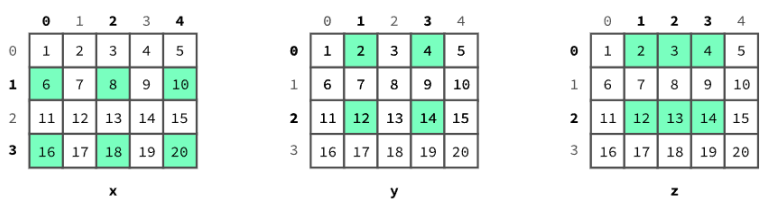 0 1 2 3 4 0 1 2 3 4 0 1 2 3 4
0 1 2 3 4 5 0 1 2 3 4 5 0 1 2 3 4 5
1 6 7 8 9 10 1 6 7 8 9 10 1 6 7 8 9 10
2 11 12 13 14 15 2 11 12 13 14 15 2 11 12 13 14 15
3 16 17 18 19 20 3 16 17 18 19 20 3 16 17 18 19 20
x y z